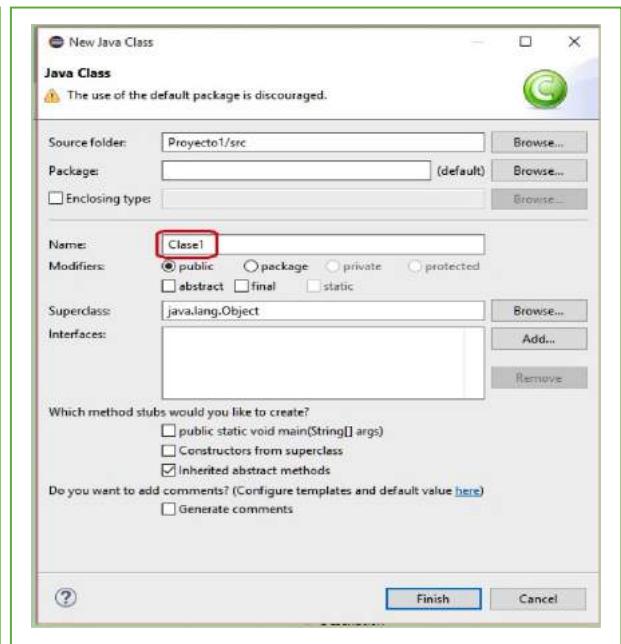 New Java Class
Java Class
The use of the default package is discouraged.
Source folder: Proyecto1/src Browse...
Package: (default) Browse...
Enclosing type: Browse...
Name: Clase1
Modifiers: public package private protected
abstract final static
Superclass: java.lang.Object Browse...
Interfaces: Add...
Remove
Which method stubs would you like to create?
public static void main(String[] args)
Constructors from superclass
Inherited abstract methods
Do you want to add comments? (Configure templates and default value here)
Generate comments
? Finish Cancel